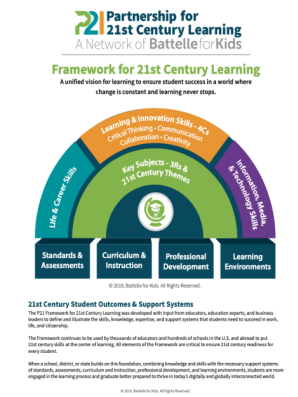 P21 Partnership for
21st Century Learning
A Network of Battelle for Kids
Framework for 21st Century Learning
A unified vision for learning to ensure student success in a world where
change is constant and learning never stops.
Learning & Innovation Skills - 4Cs
Critical Thinking • Communication
Collaboration • Creativity
Key Subjects - 3Rs &
21st Century Themes
Life & Career Skills
Information, Media,
& Technology Skills
Standards &
Assessments
Curriculum &
Instruction
Professional
Development
Learning
Environments
© 2019, Battelle for Kids. All Rights Reserved.
21st Century Student Outcomes & Support Systems
The P21 Framework for 21st Century Learning was developed with input from educators, education experts, and business
leaders to define and illustrate the skills, knowledge, expertise, and support systems that students need to succeed in work,
life, and citizenship.
The Framework continues to be used by thousands of educators and hundreds of schools in the U.S. and abroad to put
21st century skills at the center of learning. All elements of the Framework are critical to ensure 21st century readiness for
every student.
When a school, district, or state builds on this foundation, combining knowledge and skills with the necessary support systems
of standards, assessments, curriculum and instruction, professional development, and learning environments, students are more
engaged in the learning process and graduate better prepared to thrive in today's digitally and globally interconnected world.
© 2019, Battelle for Kids. All Rights Reserved.